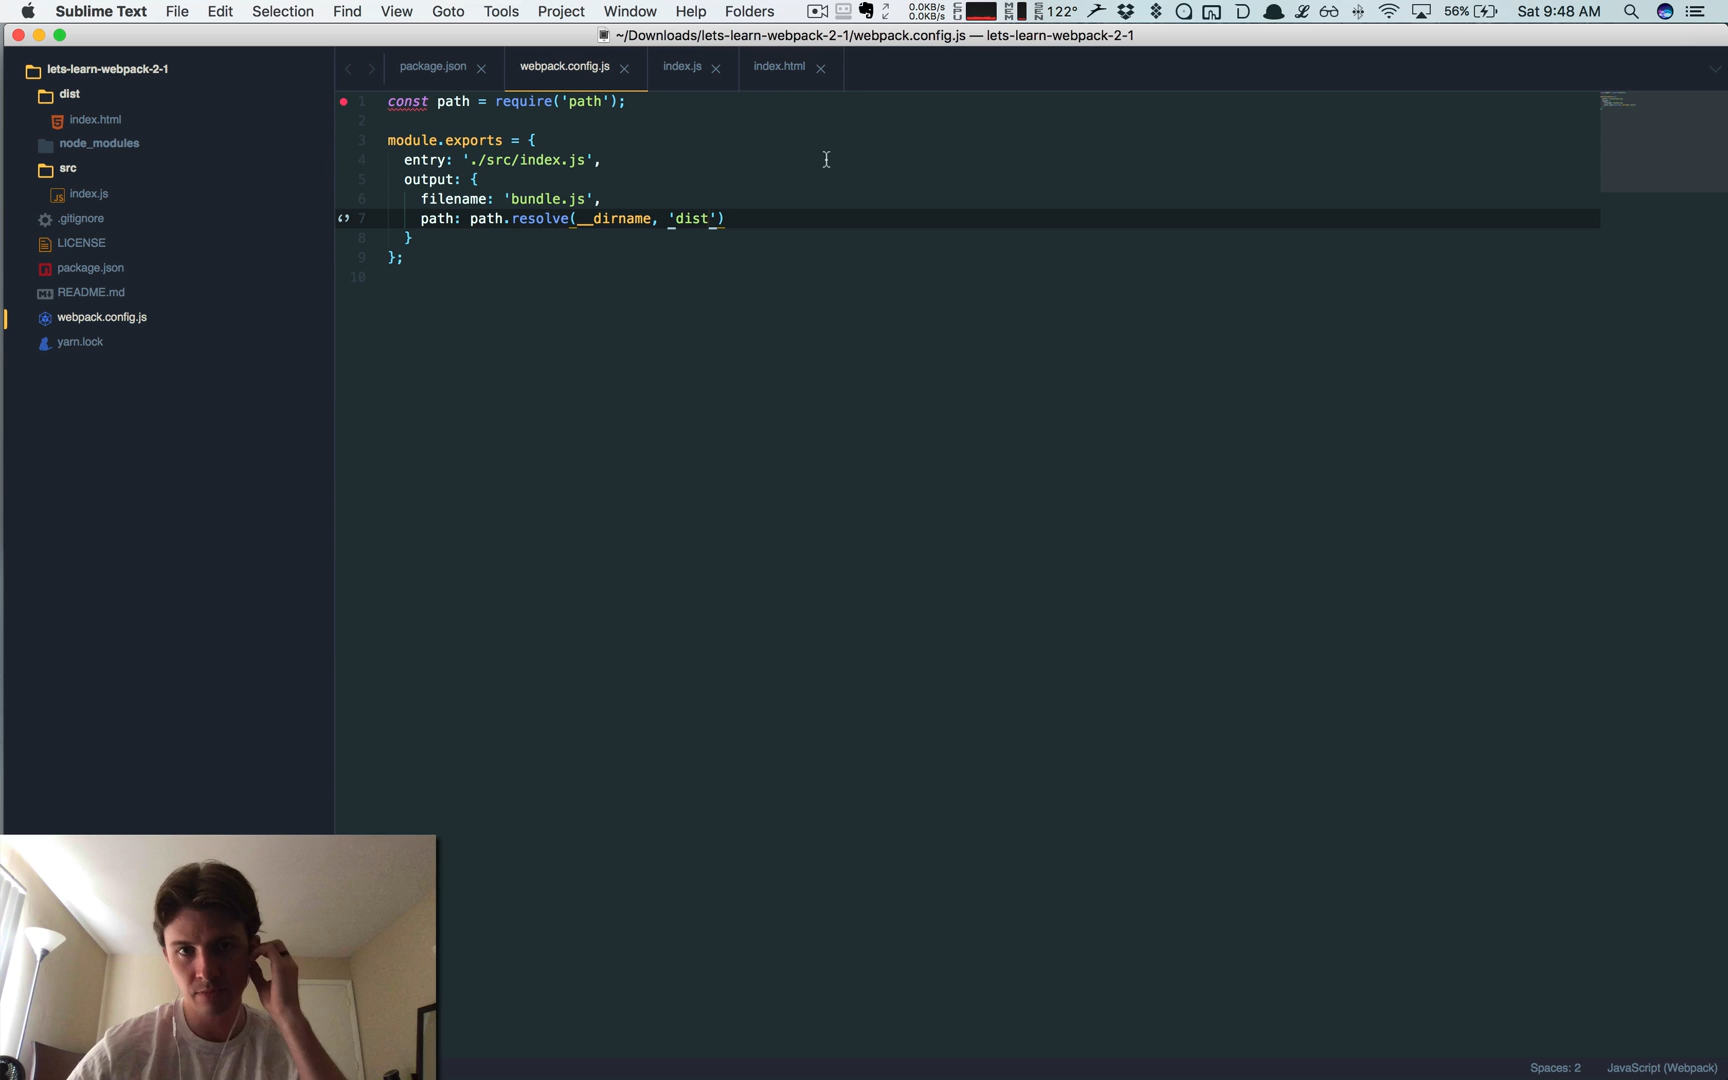 Sublime Text File Edit Selection Find View Goto Tools Project Window Help Folders 0.0KB/s 0.0KB/s CPU MEM SEN 122° 56% Sat 9:48 AM
~/Downloads/lets-learn-webpack-2-1/webpack.config.js — lets-learn-webpack-2-1
lets-learn-webpack-2-1
dist
index.html
node_modules
src
index.js
.gitignore
LICENSE
package.json
README.md
webpack.config.js
yarn.lock
package.json webpack.config.js index.js index.html
1 const path = require('path');
2
3 module.exports = {
4 entry: './src/index.js',
5 output: {
6 filename: 'bundle.js',
7 path: path.resolve(__dirname, 'dist')
8 }
9 };
10
Spaces: 2 JavaScript (Webpack)